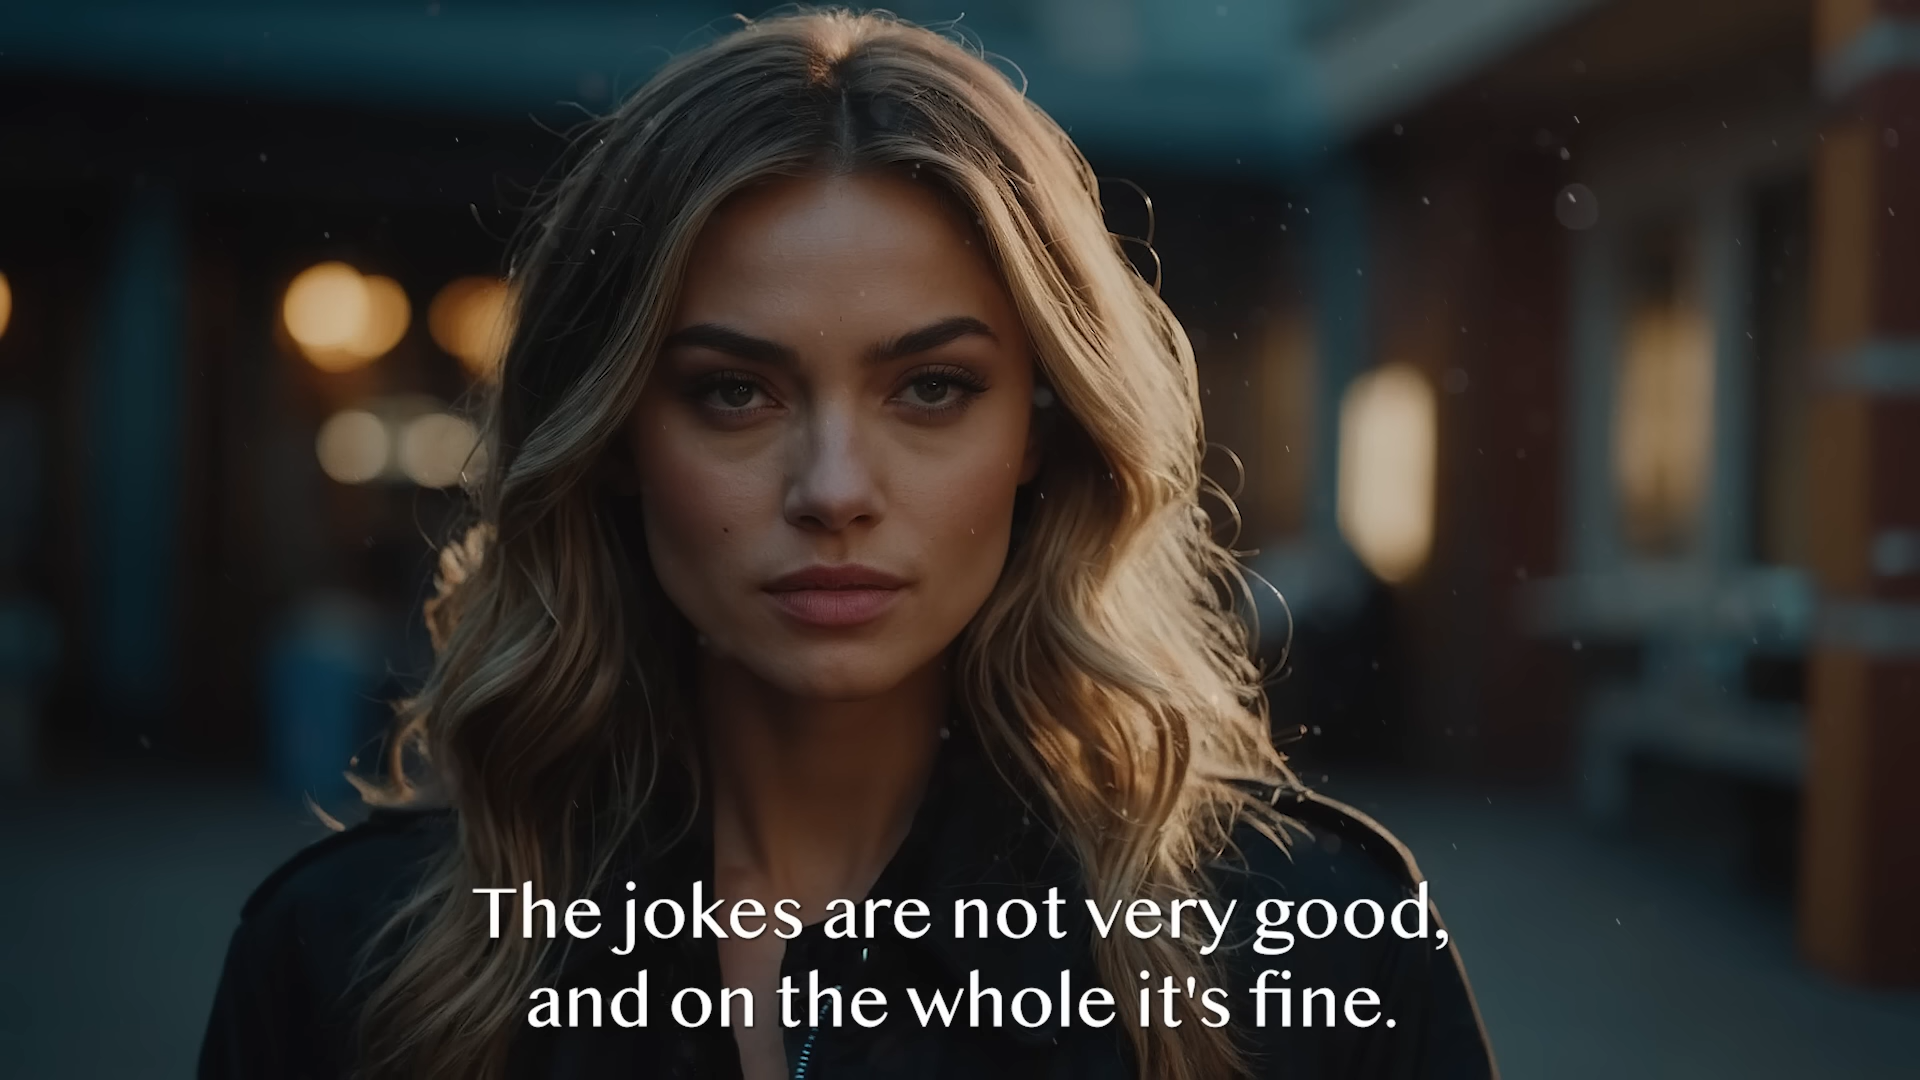 The jokes are not very good,
and on the whole it's fine.